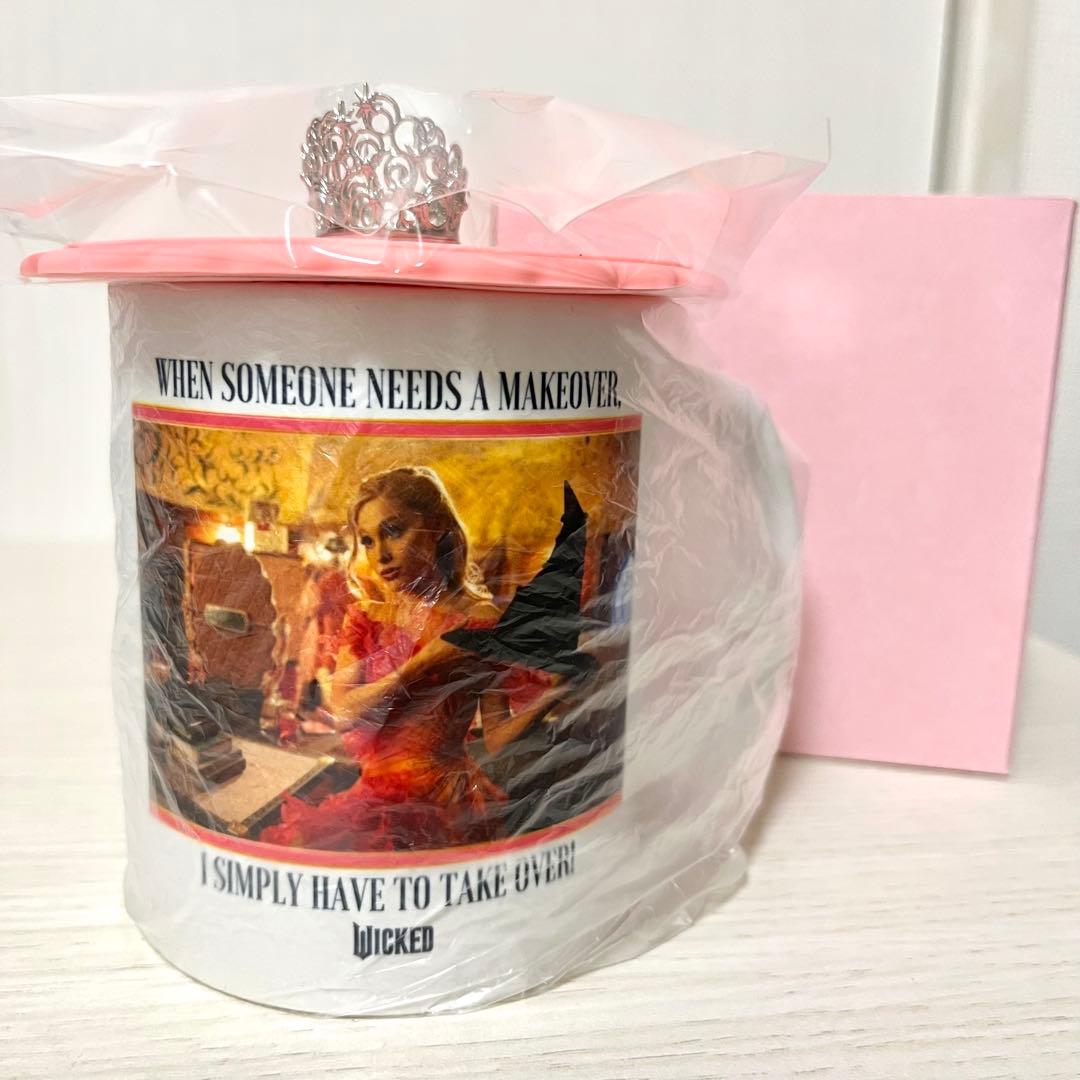 WHEN SOMEONE NEEDS A MAKEOVER,
I SIMPLY HAVE TO TAKE OVER!
WICKED